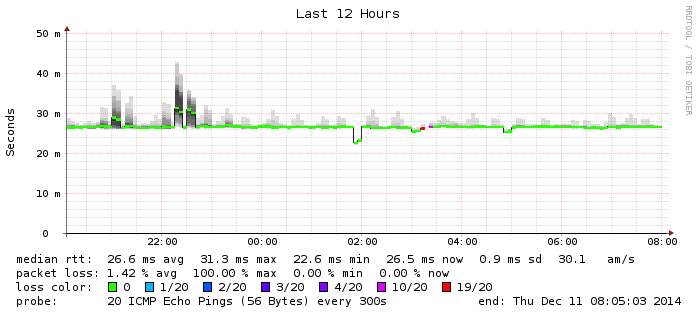 Last 12 Hours
RRDTOOL / TOBI OETIKER
Seconds
50 m
40 m
30 m
20 m
10 m
0
22:00 00:00 02:00 04:00 06:00 08:00
median rtt: 26.6 ms avg 31.3 ms max 22.6 ms min 26.5 ms now 0.9 ms sd 30.1 am/s
packet loss: 1.42 % avg 100.00 % max 0.00 % min 0.00 % now
loss color: 0 1/20 2/20 3/20 4/20 10/20 19/20
probe: 20 ICMP Echo Pings (56 Bytes) every 300s end: Thu Dec 11 08:05:03 2014